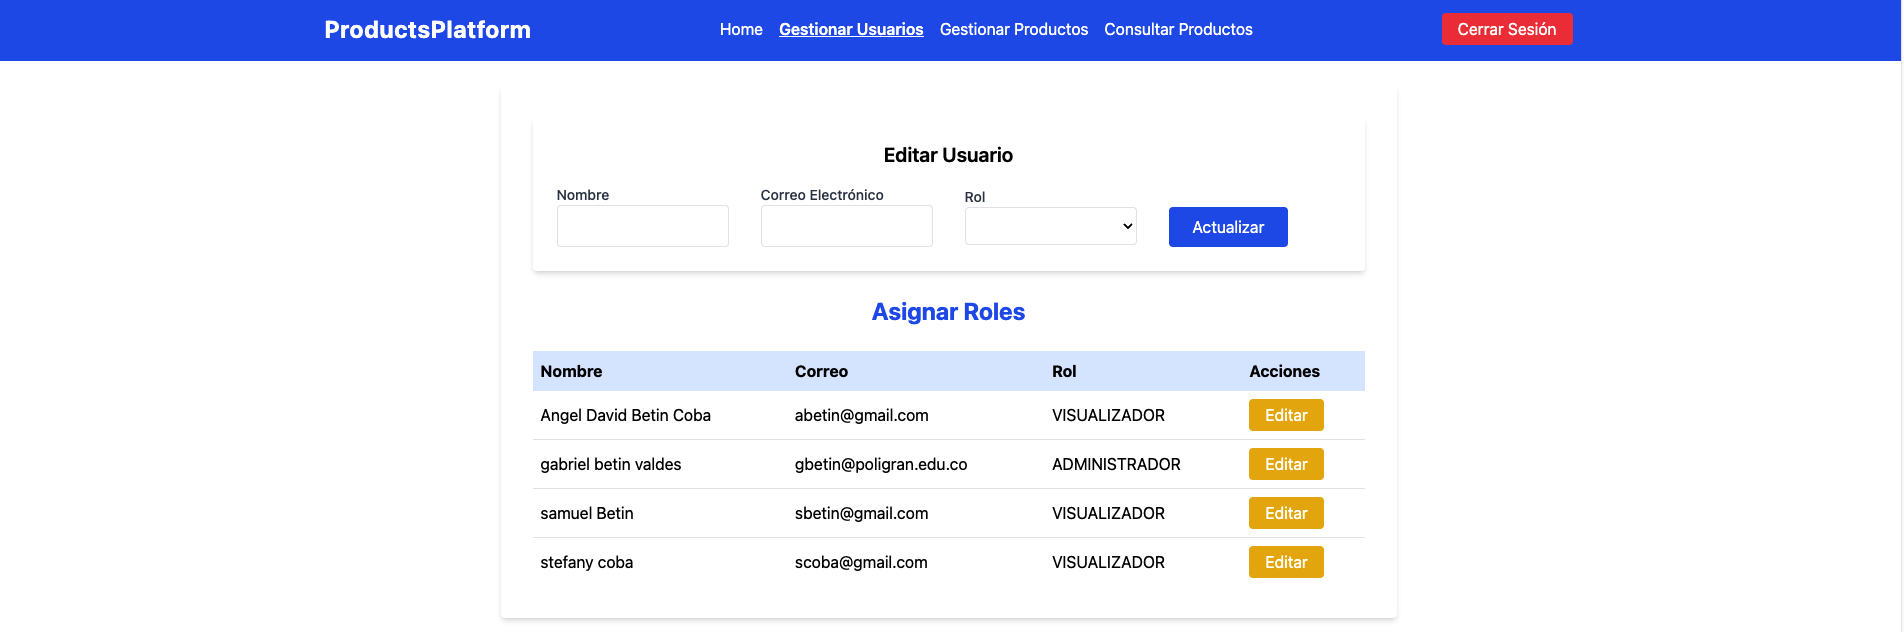 ProductsPlatform Home Gestionar Usuarios Gestionar Productos Consultar Productos Cerrar Sesión
Editar Usuario
Nombre Correo Electrónico Rol
Actualizar
Asignar Roles
Nombre Correo Rol Acciones
Angel David Betin Coba abetin@gmail.com VISUALIZADOR Editar
gabriel betin valdes gbetin@poligran.edu.co ADMINISTRADOR Editar
samuel Betin sbetin@gmail.com VISUALIZADOR Editar
stefany coba scoba@gmail.com VISUALIZADOR Editar